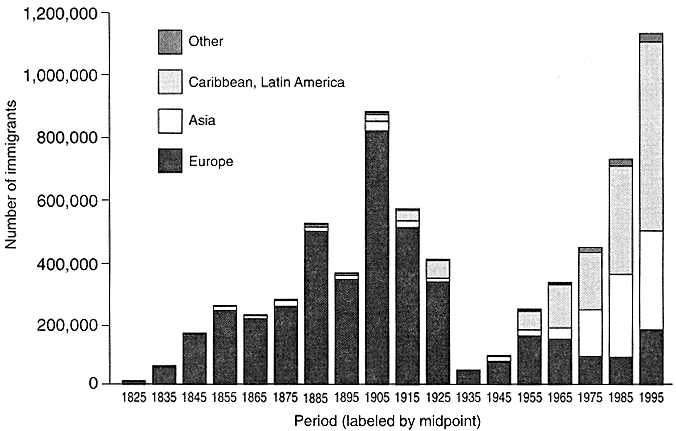 Number of immigrants
1,200,000
1,000,000
800,000
600,000
400,000
200,000
0
Other
Caribbean, Latin America
Asia
Europe
1825 1835 1845 1855 1865 1875 1885 1895 1905 1915 1925 1935 1945 1955 1965 1975 1985 1995
Period (labeled by midpoint)